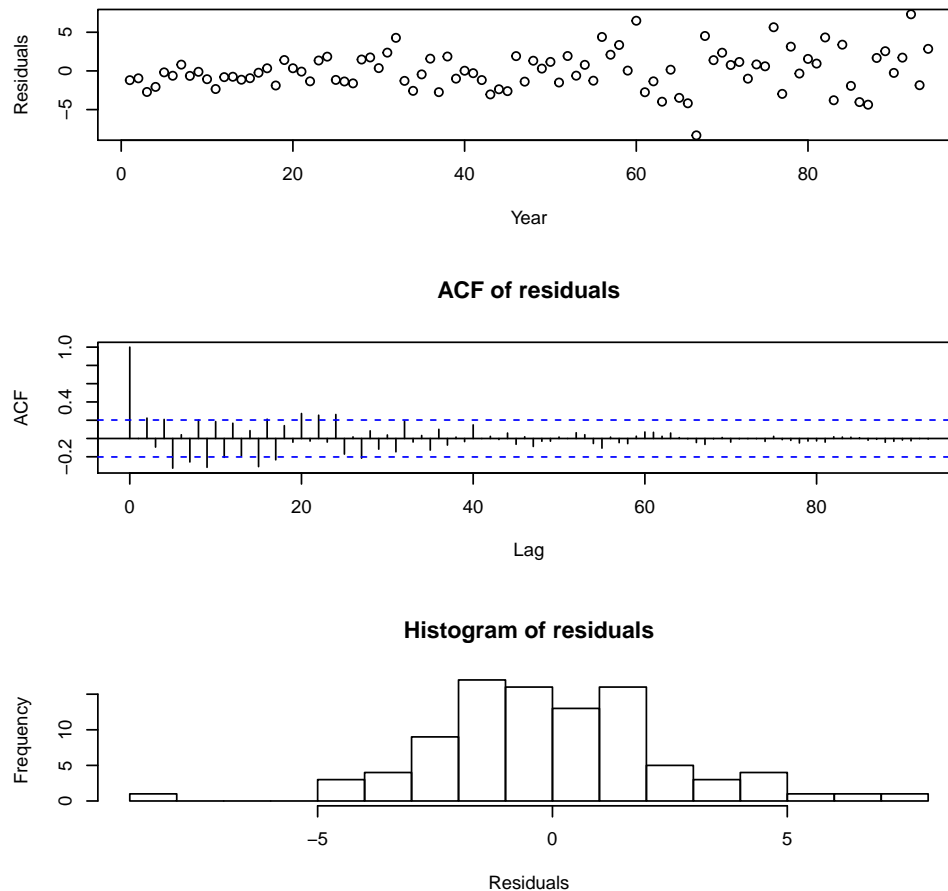 Residuals
5
0
−5
0 20 40 60 80
Year
ACF of residuals
ACF
1.0
0.4
−0.2
0 20 40 60 80
Lag
Histogram of residuals
Frequency
10
5
0
−5 0 5
Residuals